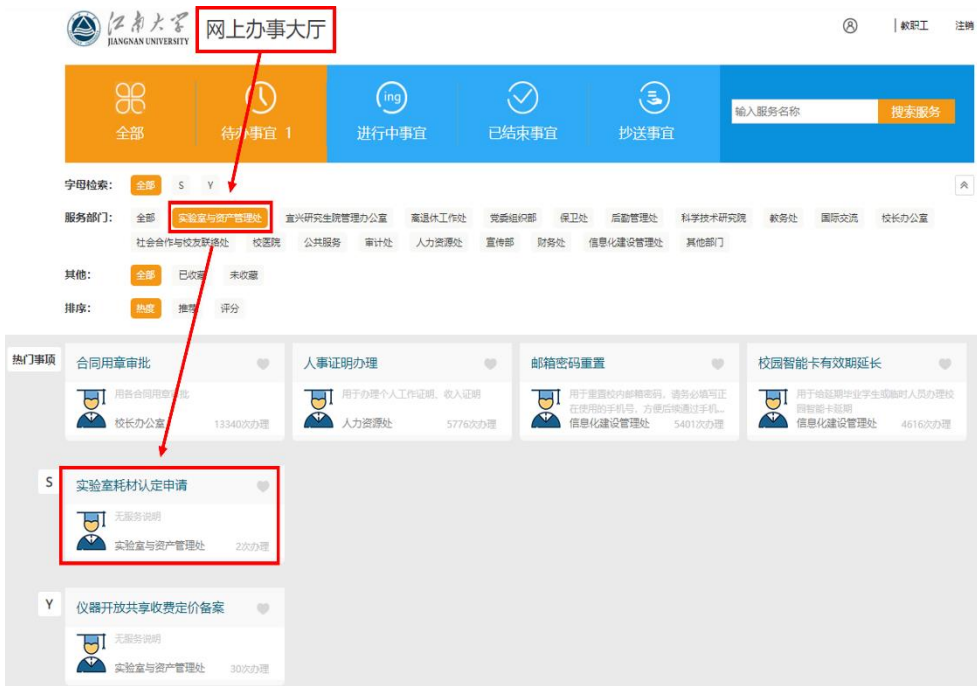 江南大学 网上办事大厅 教职工 注销
JIANGNAN UNIVERSITY
ing
全部 待办事宜 1 进行中事宜 已结束事宜 抄送事宜 输入服务名称 搜索服务
字母检索： 全部 S Y
服务部门： 全部 实验室与资产管理处 宜兴研究生院管理办公室 离退休工作处 党委组织部 保卫处 后勤管理处 科学技术研究院 教务处 国际交流 校长办公室
社会合作与校友联络处 校医院 公共服务 审计处 人力资源处 宣传部 财务处 信息化建设管理处 其他部门
其他： 全部 已收藏 未收藏
排序： 热度 推荐 评分
热门事项 合同用章审批 人事证明办理 邮箱密码重置 校园智能卡有效期延长
用各合同用章审批 用于办理个人工作证明，收入证明 用于重置校内邮箱密码，请务必填写正在使用的手机号，方便后续通过手机... 用于给延期毕业学生或临时人员办理校园智能卡延期
校长办公室 13340次办理 人力资源处 5776次办理 信息化建设管理处 5401次办理 信息化建设管理处 4616次办理
S 实验室耗材认定申请
无服务说明
实验室与资产管理处 2次办理
Y 仪器开放共享收费定价备案
无服务说明
实验室与资产管理处 30次办理